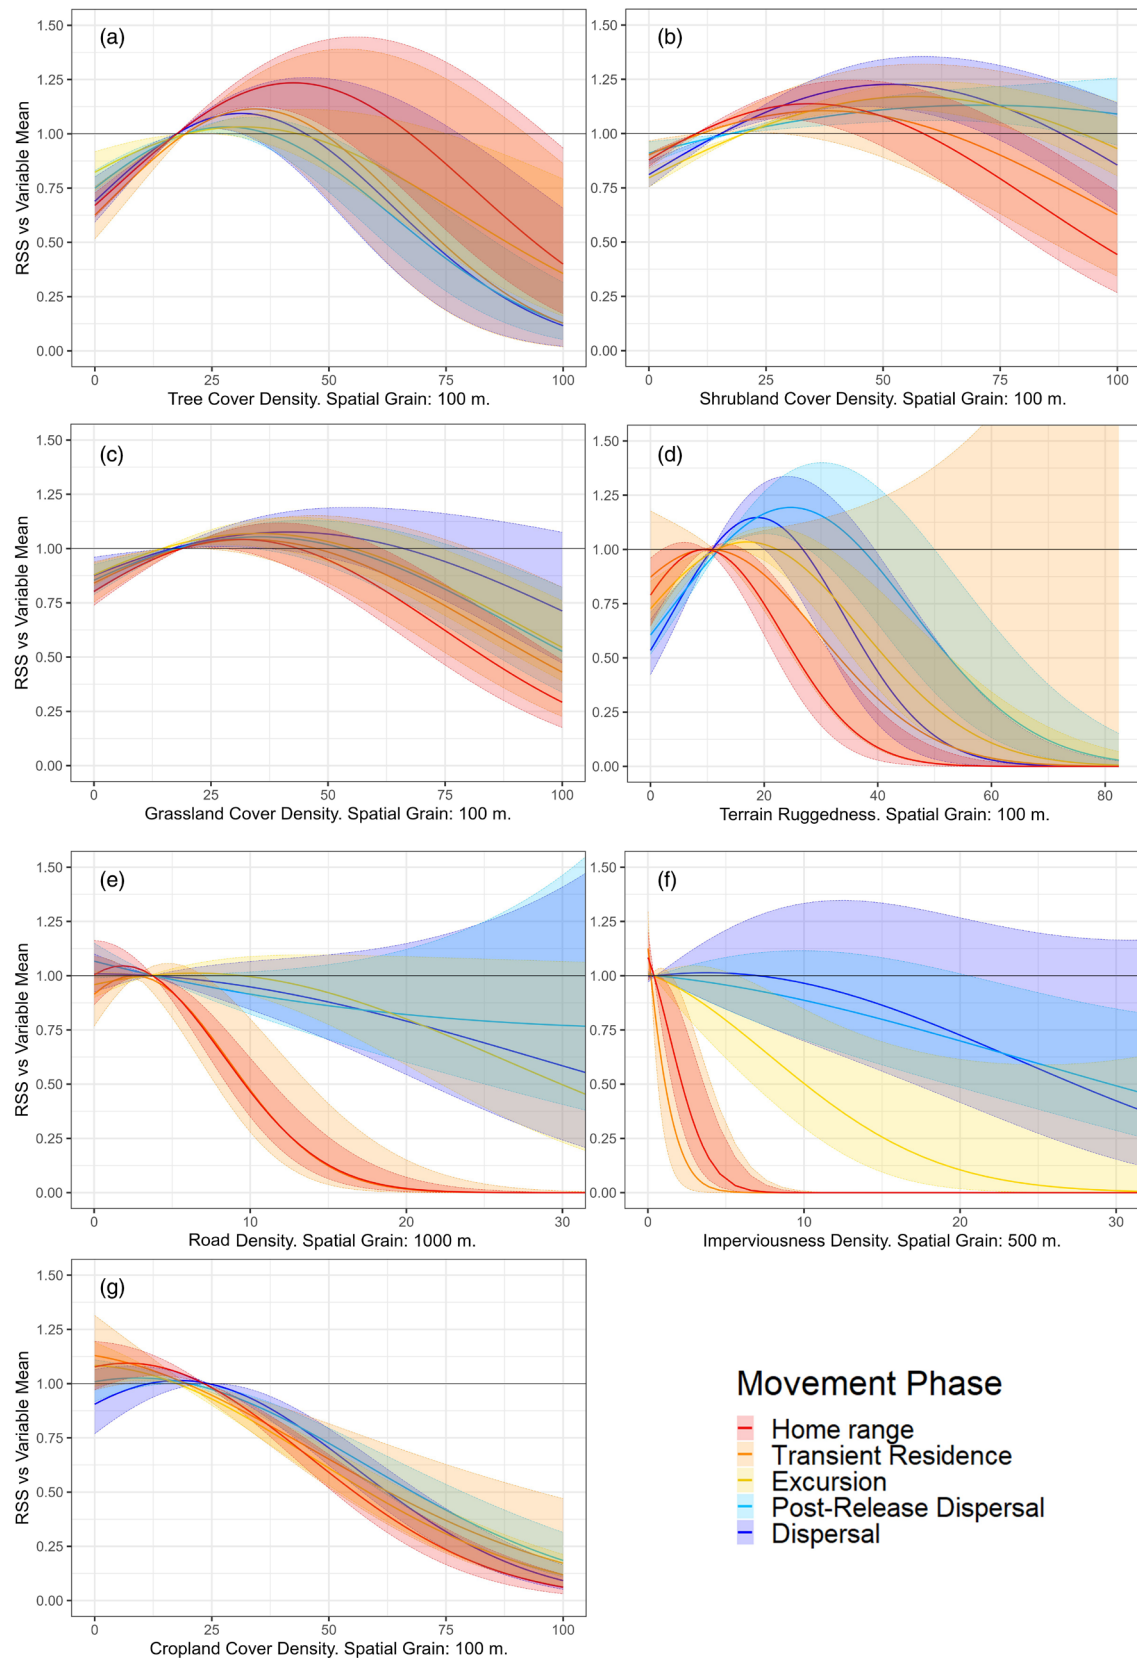 (a)
RSS vs Variable Mean
1.50
1.25
1.00
0.75
0.50
0.25
0.00
0 25 50 75 100
Tree Cover Density. Spatial Grain: 100 m.
(b)
1.50
1.25
1.00
0.75
0.50
0.25
0.00
0 25 50 75 100
Shrubland Cover Density. Spatial Grain: 100 m.
(c)
RSS vs Variable Mean
1.50
1.25
1.00
0.75
0.50
0.25
0.00
0 25 50 75 100
Grassland Cover Density. Spatial Grain: 100 m.
(d)
1.50
1.25
1.00
0.75
0.50
0.25
0.00
0 20 40 60 80
Terrain Ruggedness. Spatial Grain: 100 m.
(e)
RSS vs Variable Mean
1.50
1.25
1.00
0.75
0.50
0.25
0.00
0 10 20 30
Road Density. Spatial Grain: 1000 m.
(f)
1.50
1.25
1.00
0.75
0.50
0.25
0.00
0 10 20 30
Imperviousness Density. Spatial Grain: 500 m.
(g)
RSS vs Variable Mean
1.50
1.25
1.00
0.75
0.50
0.25
0.00
0 25 50 75 100
Cropland Cover Density. Spatial Grain: 100 m.
Movement Phase
Home range
Transient Residence
Excursion
Post-Release Dispersal
Dispersal